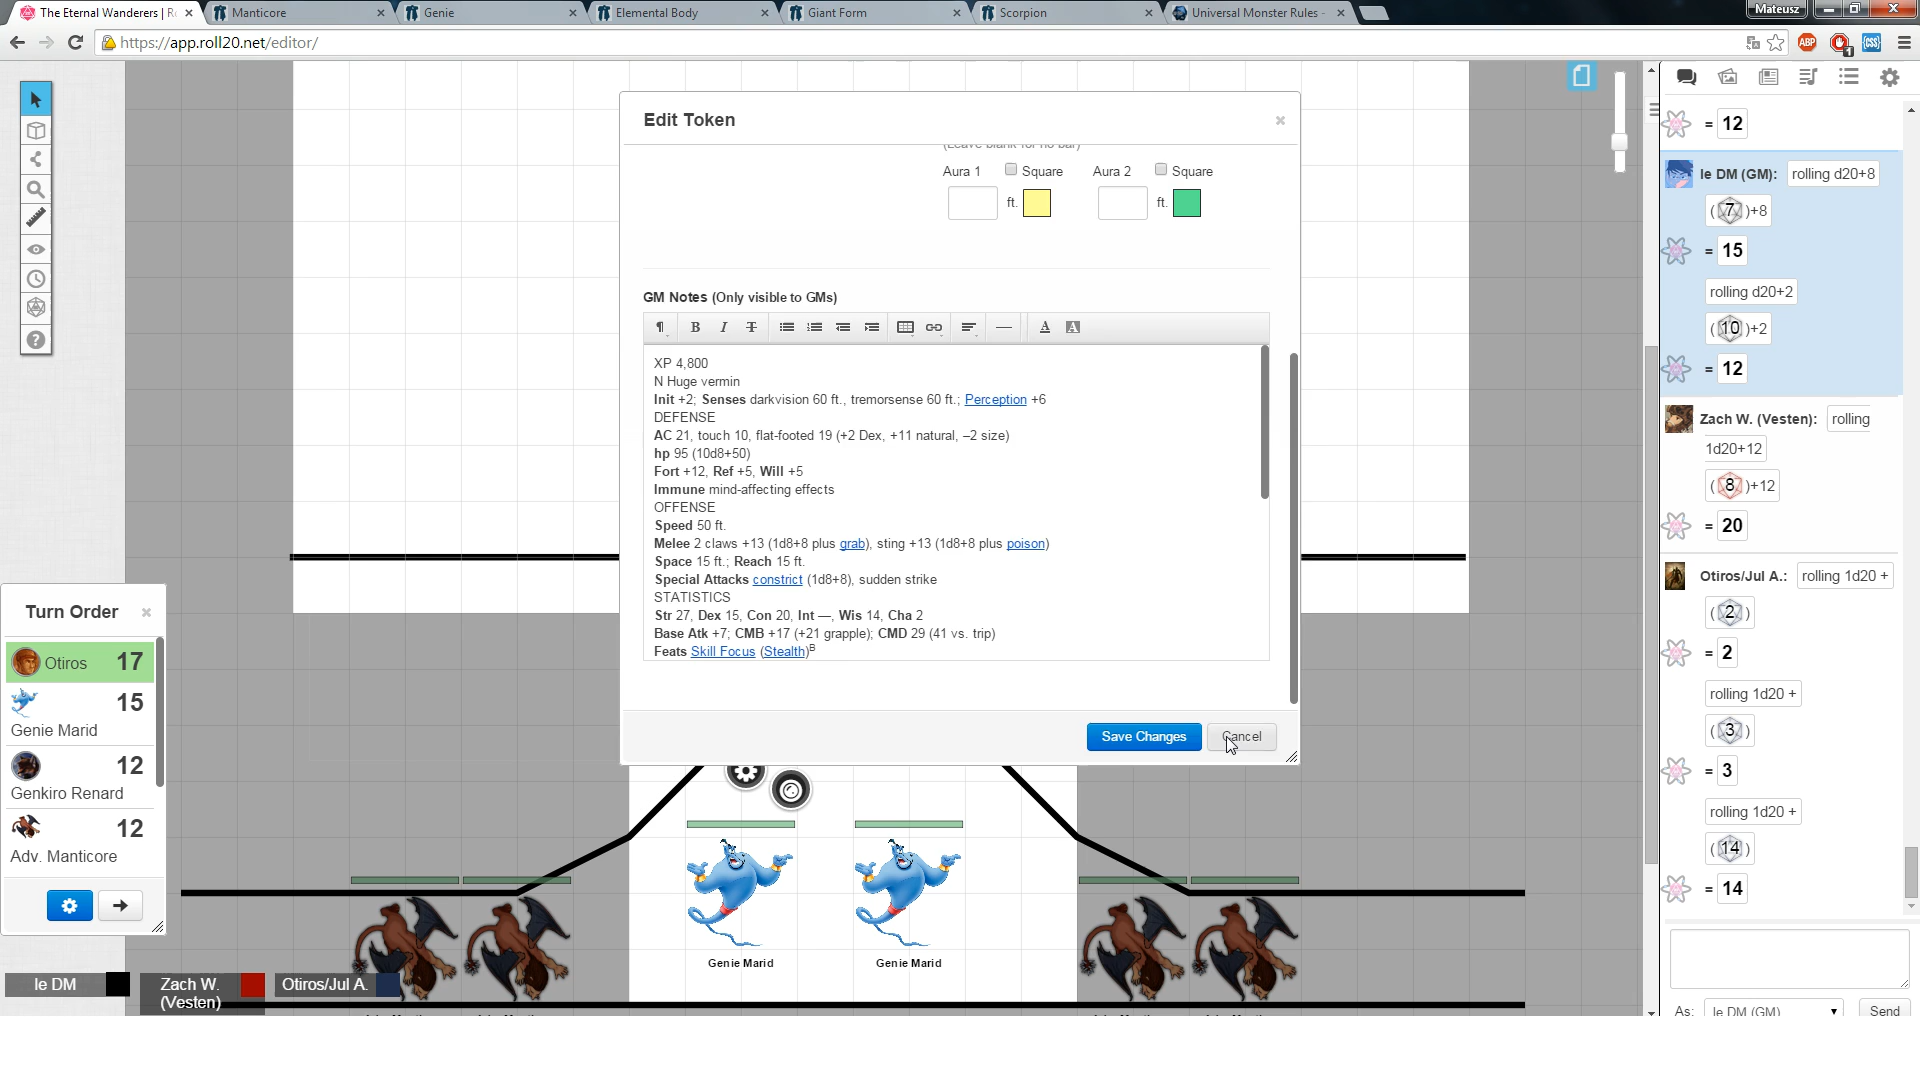 The Eternal Wanderers | R
Manticore
Genie
Elemental Body
Giant Form
Scorpion
Universal Monster Rules -
Mateusz
https://app.roll20.net/editor/
ABP
1
{CSS}
Edit Token
(Leave blank for no bar)
Aura 1
Square
Aura 2
Square
ft.
ft.
GM Notes (Only visible to GMs)
XP 4,800
N Huge vermin
Init +2; Senses darkvision 60 ft., tremorsense 60 ft.; Perception +6
DEFENSE
AC 21, touch 10, flat-footed 19 (+2 Dex, +11 natural, –2 size)
hp 95 (10d8+50)
Fort +12, Ref +5, Will +5
Immune mind-affecting effects
OFFENSE
Speed 50 ft.
Melee 2 claws +13 (1d8+8 plus grab), sting +13 (1d8+8 plus poison)
Space 15 ft.; Reach 15 ft.
Special Attacks constrict (1d8+8), sudden strike
STATISTICS
Str 27, Dex 15, Con 20, Int —, Wis 14, Cha 2
Base Atk +7; CMB +17 (+21 grapple); CMD 29 (41 vs. trip)
Feats Skill Focus (Stealth)B
Save Changes
Cancel
Turn Order
Otiros 17
15
Genie Marid
12
Genkiro Renard
12
Adv. Manticore
Genie Marid
Genie Marid
le DM
Zach W.
(Vesten)
Otiros/Jul A.
= 12
le DM (GM): rolling d20+8
(7)+8
= 15
rolling d20+2
(10)+2
= 12
Zach W. (Vesten): rolling
1d20+12
(8)+12
= 20
Otiros/Jul A.: rolling 1d20 +
(2)
= 2
rolling 1d20 +
(3)
= 3
rolling 1d20 +
(14)
= 14
As: le DM (GM)
Send